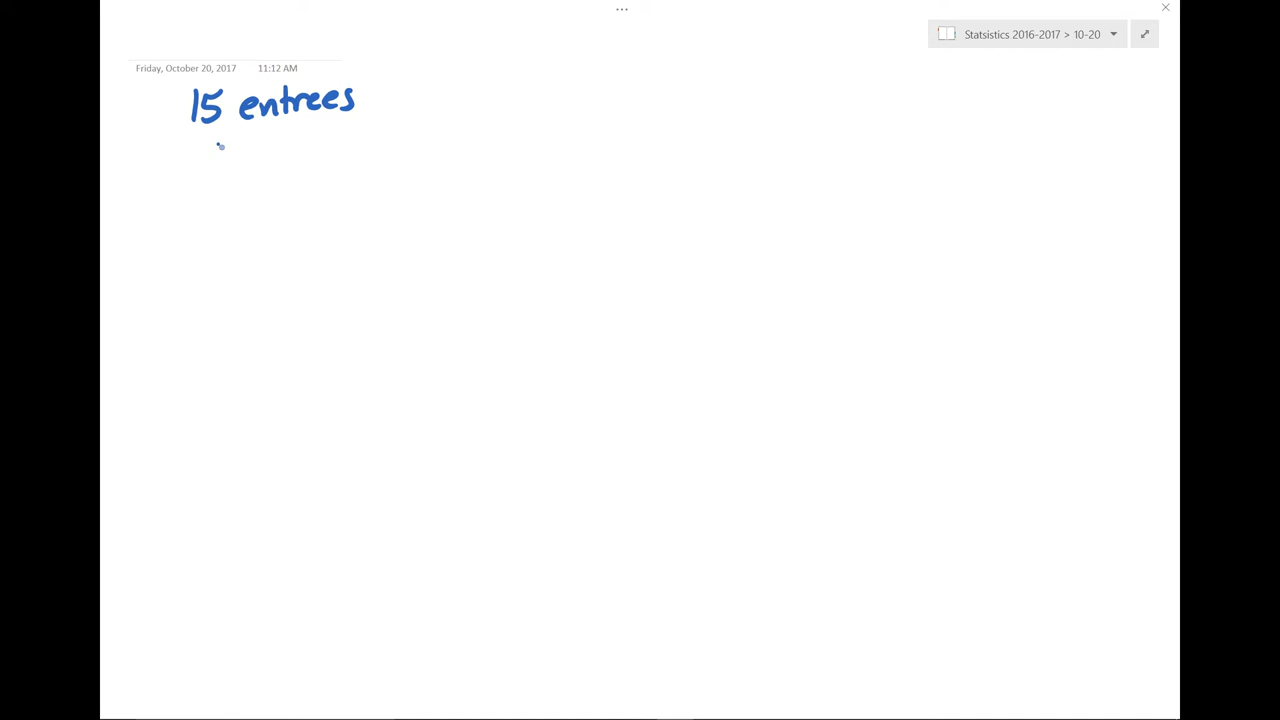 ...
Statsistics 2016-2017 > 10-20
Friday, October 20, 2017 11:12 AM
15 entrees